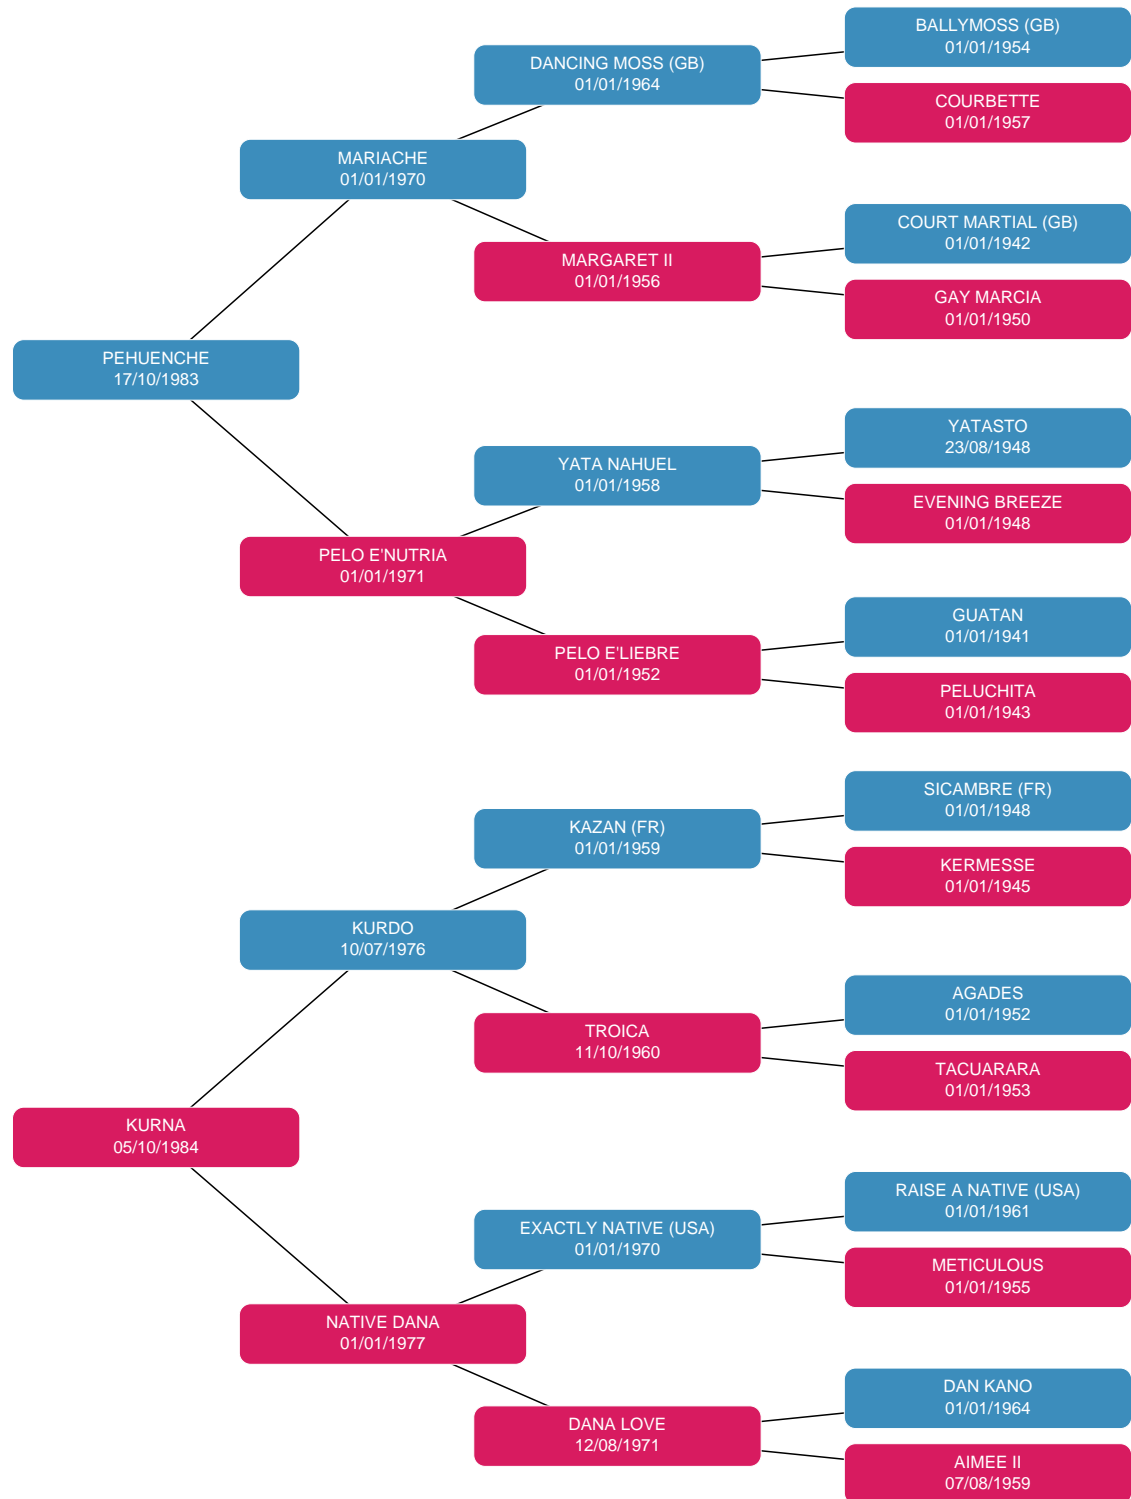 BALLYMOSS (GB)
01/01/1954
DANCING MOSS (GB)
01/01/1964
COURBETTE
01/01/1957
MARIACHE
01/01/1970
COURT MARTIAL (GB)
01/01/1942
MARGARET II
01/01/1956
GAY MARCIA
01/01/1950
PEHUENCHE
17/10/1983
YATASTO
23/08/1948
YATA NAHUEL
01/01/1958
EVENING BREEZE
01/01/1948
PELO E'NUTRIA
01/01/1971
GUATAN
01/01/1941
PELO E'LIEBRE
01/01/1952
PELUCHITA
01/01/1943
SICAMBRE (FR)
01/01/1948
KAZAN (FR)
01/01/1959
KERMESSE
01/01/1945
KURDO
10/07/1976
AGADES
01/01/1952
TROICA
11/10/1960
TACUARARA
01/01/1953
KURNA
05/10/1984
RAISE A NATIVE (USA)
01/01/1961
EXACTLY NATIVE (USA)
01/01/1970
METICULOUS
01/01/1955
NATIVE DANA
01/01/1977
DAN KANO
01/01/1964
DANA LOVE
12/08/1971
AIMEE II
07/08/1959